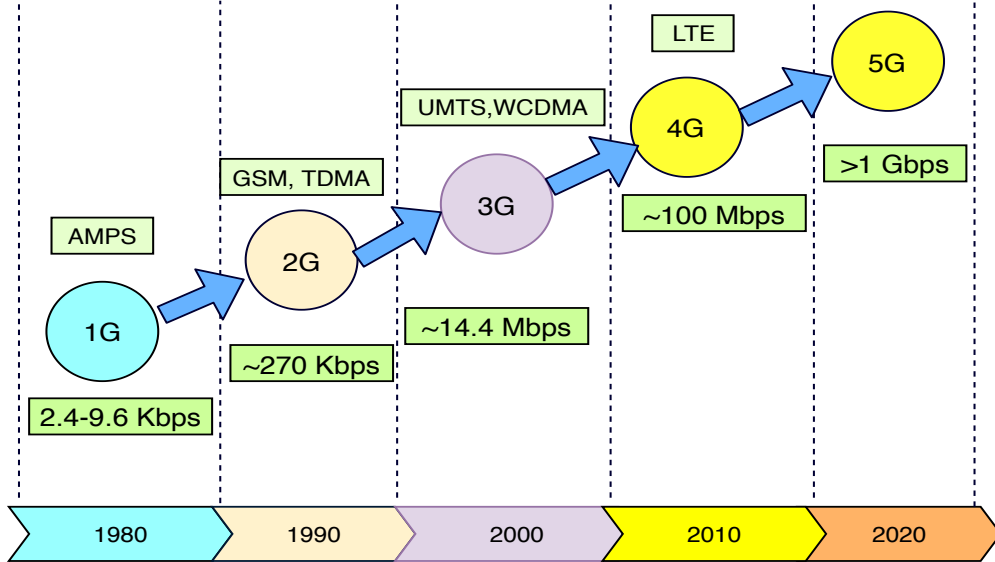 LTE
5G
UMTS,WCDMA
4G
>1 Gbps
GSM, TDMA
3G
~100 Mbps
AMPS
2G
1G
~14.4 Mbps
~270 Kbps
2.4-9.6 Kbps
1980
1990
2000
2010
2020